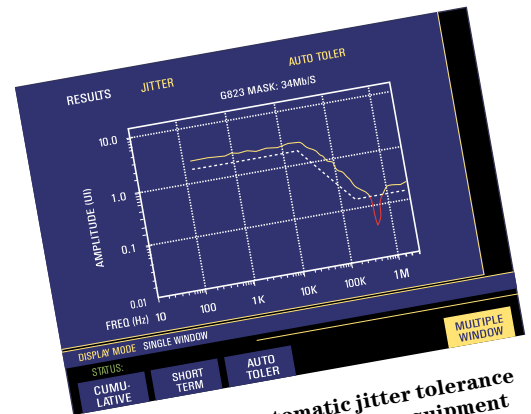 RESULTS JITTER AUTO TOLER
G823 MASK: 34Mb/S
AMPLITUDE (UI)
10.0
1.0
0.1
0.01
FREQ (Hz) 10 100 1K 10K 100K 1M
DISPLAY MODE SINGLE WINDOW
STATUS:
CUMU-
LATIVE
SHORT
TERM
AUTO
TOLER
MULTIPLE
WINDOW
jitter tolerance